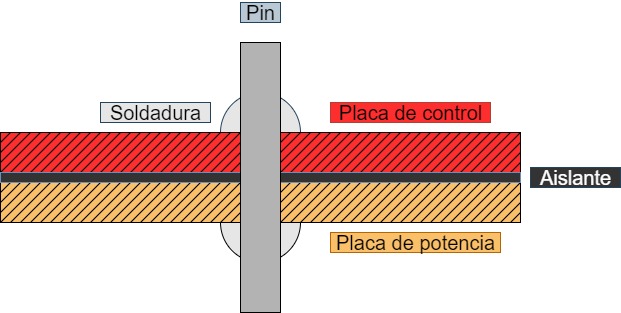 Pin
Soldadura
Placa de control
Aislante
Placa de potencia